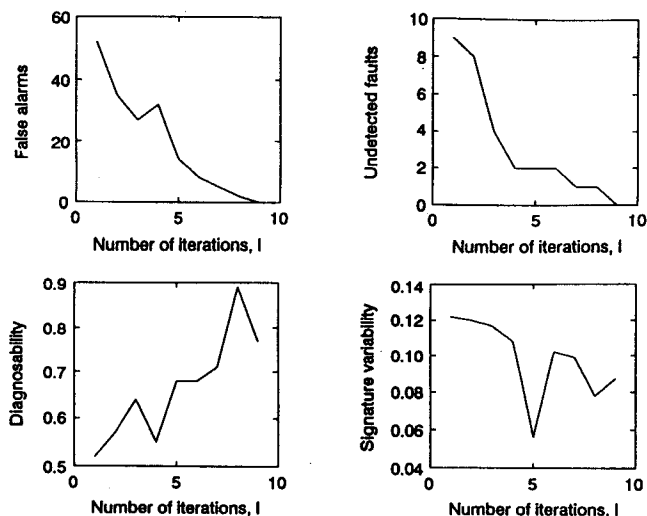 60
40
20
0
False alarms
0 5 10
Number of iterations, I
10
8
6
4
2
0
Undetected faults
0 5 10
Number of iterations, I
0.9
0.8
0.7
0.6
0.5
Diagnosability
0 5 10
Number of iterations, I
0.14
0.12
0.10
0.08
0.06
0.04
Signature variability
0 5 10
Number of iterations, I